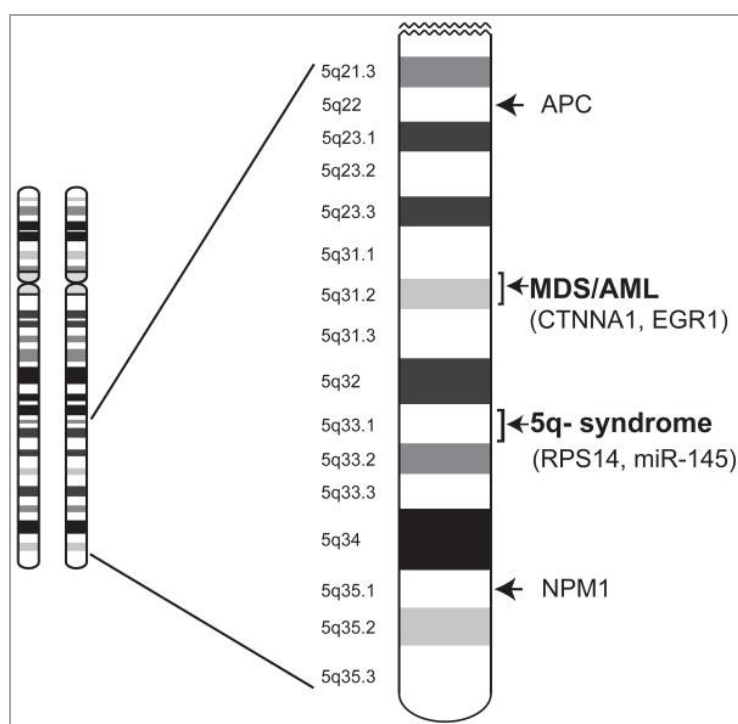 5q21.3
5q22
APC
5q23.1
5q23.2
5q23.3
5q31.1
5q31.2
MDS/AML
(CTNNA1, EGR1)
5q31.3
5q32
5q33.1
5q- syndrome
(RPS14, miR-145)
5q33.2
5q33.3
5q34
5q35.1
NPM1
5q35.2
5q35.3